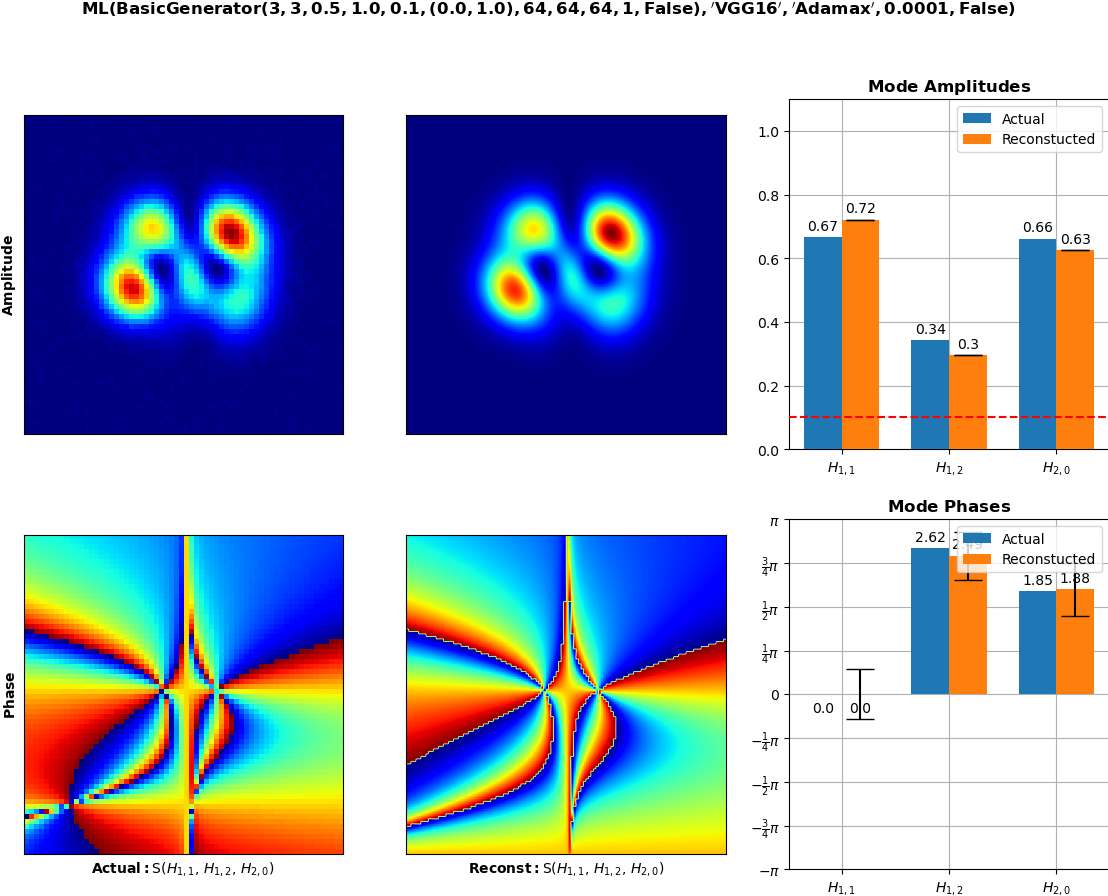 ML(BasicGenerator(3, 3, 0.5, 1.0, 0.1, (0.0, 1.0), 64, 64, 64, 1, False), ′VGG16′, ′Adamax′, 0.0001, False)
Amplitude
Mode Amplitudes
Actual
Reconstucted
1.0
0.8
0.6
0.4
0.2
0.0
0.67
0.72
0.34
0.3
0.66
0.63
H₁,₁
H₁,₂
H₂,₀
Phase
Actual: S(H₁,₁, H₁,₂, H₂,₀)
Reconst: S(H₁,₁, H₁,₂, H₂,₀)
Mode Phases
Actual
Reconstucted
π
3/4π
1/2π
1/4π
0
−1/4π
−1/2π
−3/4π
−π
0.0
0.0
2.62
2.49
1.85
1.88
H₁,₁
H₁,₂
H₂,₀